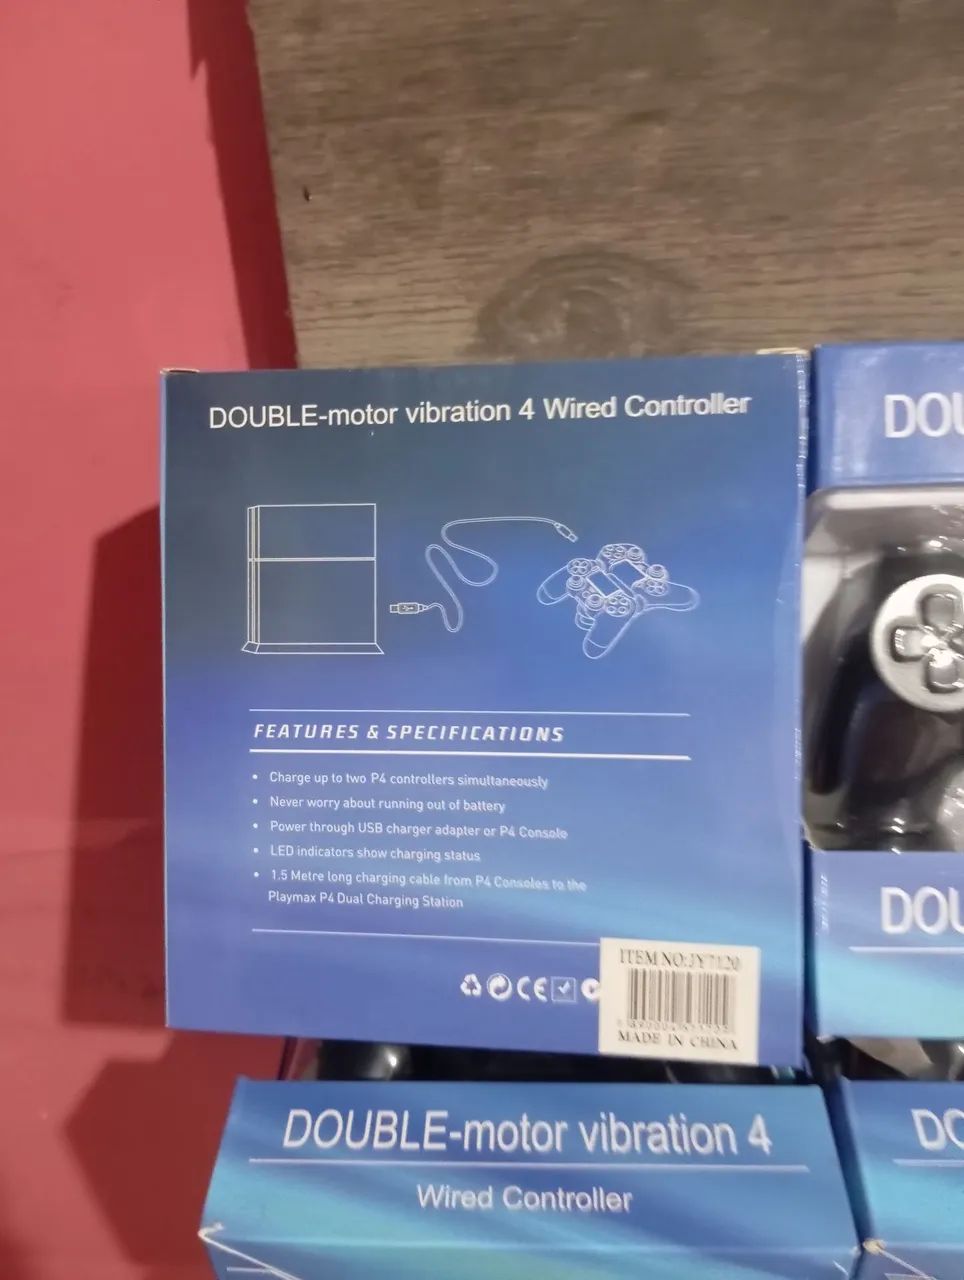 DOUBLE-motor vibration 4 Wired Controller
FEATURES & SPECIFICATIONS
• Charge up to two P4 controllers simultaneously
• Never worry about running out of battery
• Power through USB charger adapter or P4 Console
• LED indicators show charging status
• 1.5 Metre long charging cable from P4 Consoles to the
Playmax P4 Dual Charging Station
CE
ITEM NO:JY7120
MADE IN CHINA
DOU
DOU
DOUBLE-motor vibration 4
Wired Controller
DO